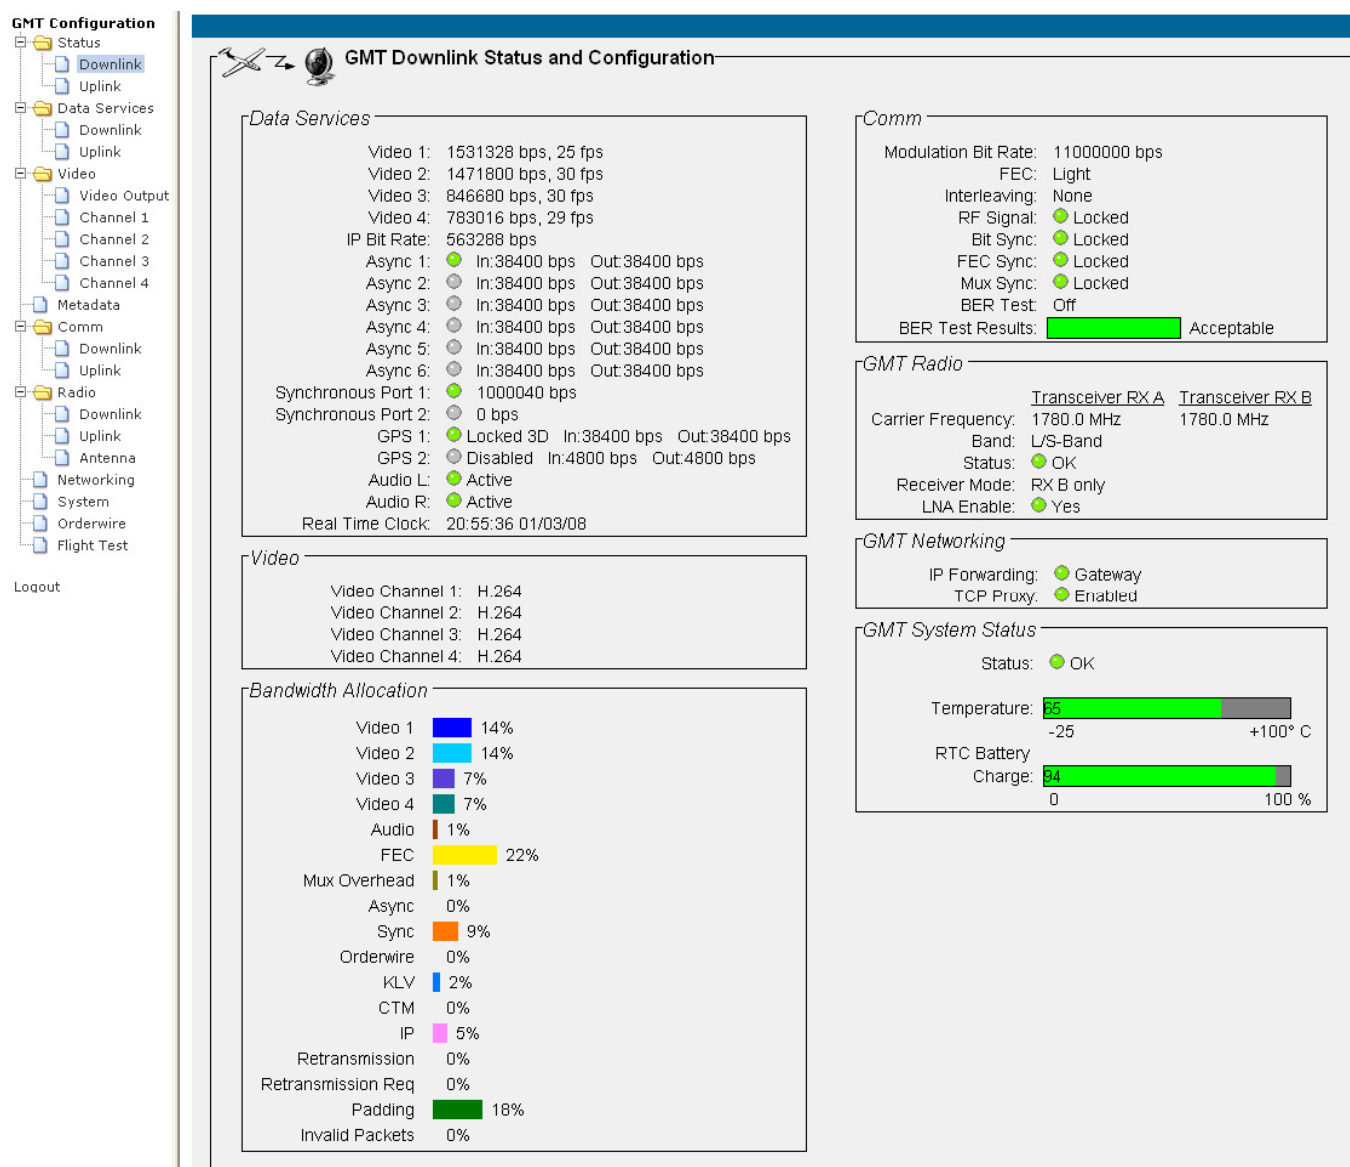 GMT Configuration
Status
Downlink
Uplink
Data Services
Downlink
Uplink
Video
Video Output
Channel 1
Channel 2
Channel 3
Channel 4
Metadata
Comm
Downlink
Uplink
Radio
Downlink
Uplink
Antenna
Networking
System
Orderwire
Flight Test
Logout
GMT Downlink Status and Configuration
Data Services
Video 1: 1531328 bps, 25 fps
Video 2: 1471800 bps, 30 fps
Video 3: 846680 bps, 30 fps
Video 4: 783016 bps, 29 fps
IP Bit Rate: 563288 bps
Async 1: In:38400 bps Out:38400 bps
Async 2: In:38400 bps Out:38400 bps
Async 3: In:38400 bps Out:38400 bps
Async 4: In:38400 bps Out:38400 bps
Async 5: In:38400 bps Out:38400 bps
Async 6: In:38400 bps Out:38400 bps
Synchronous Port 1: 1000040 bps
Synchronous Port 2: 0 bps
GPS 1: Locked 3D In:38400 bps Out:38400 bps
GPS 2: Disabled In:4800 bps Out:4800 bps
Audio L: Active
Audio R: Active
Real Time Clock: 20:55:36 01/03/08
Video
Video Channel 1: H.264
Video Channel 2: H.264
Video Channel 3: H.264
Video Channel 4: H.264
Bandwidth Allocation
Video 1 14%
Video 2 14%
Video 3 7%
Video 4 7%
Audio 1%
FEC 22%
Mux Overhead 1%
Async 0%
Sync 9%
Orderwire 0%
KLV 2%
CTM 0%
IP 5%
Retransmission 0%
Retransmission Req 0%
Padding 18%
Invalid Packets 0%
Comm
Modulation Bit Rate: 11000000 bps
FEC: Light
Interleaving: None
RF Signal: Locked
Bit Sync: Locked
FEC Sync: Locked
Mux Sync: Locked
BER Test: Off
BER Test Results: Acceptable
GMT Radio
Transceiver RX A Transceiver RX B
Carrier Frequency: 1780.0 MHz 1780.0 MHz
Band: L/S-Band
Status: OK
Receiver Mode: RX B only
LNA Enable: Yes
GMT Networking
IP Forwarding: Gateway
TCP Proxy: Enabled
GMT System Status
Status: OK
Temperature: 65
-25 +100° C
RTC Battery
Charge: 94
0 100 %